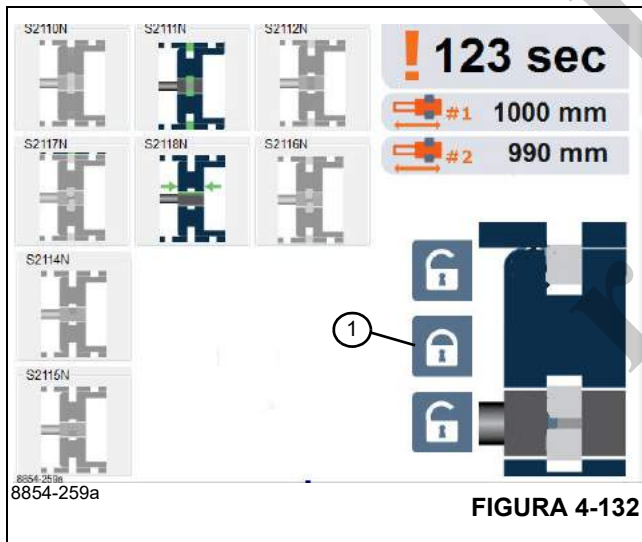 S2110N S2111N S2112N
! 123 sec
#1 1000 mm
S2117N S2118N S2116N
#2 990 mm
S2114N
1
S2115N
8854-259a
8854-259a
FIGURA 4-132